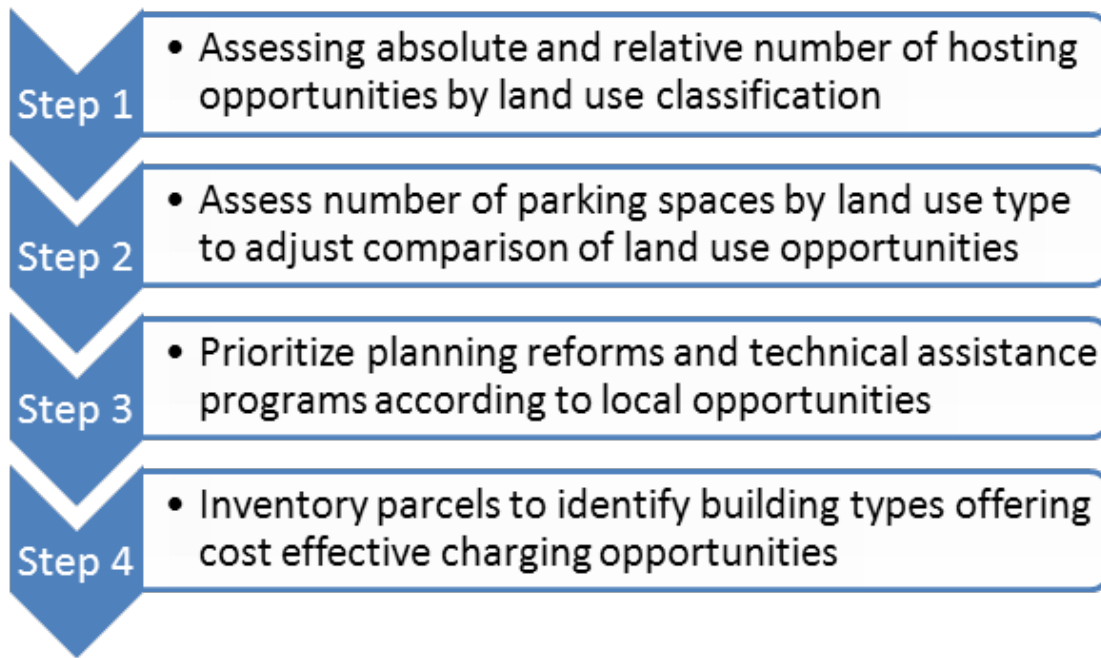 Step 1
• Assessing absolute and relative number of hosting
opportunities by land use classification
Step 2
• Assess number of parking spaces by land use type
to adjust comparison of land use opportunities
Step 3
• Prioritize planning reforms and technical assistance
programs according to local opportunities
Step 4
• Inventory parcels to identify building types offering
cost effective charging opportunities